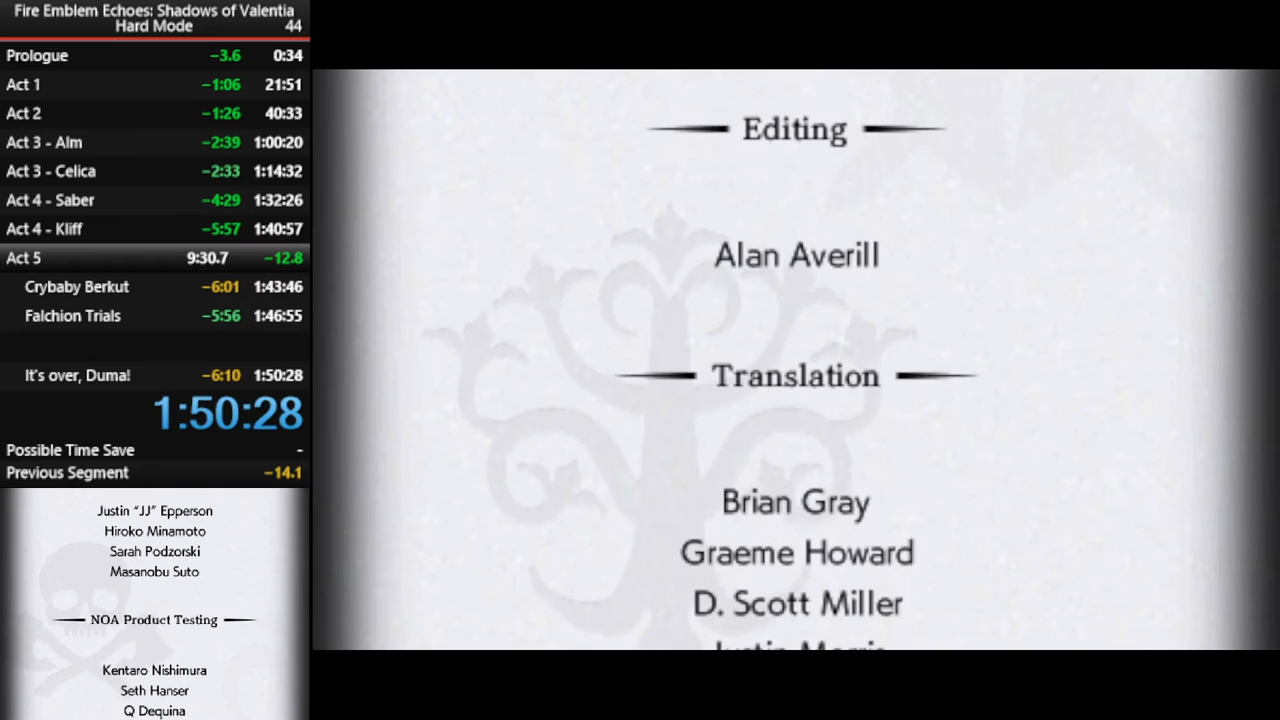 Fire Emblem Echoes: Shadows of Valentia
Hard Mode 44
Prologue −3.6 0:34
Act 1 −1:06 21:51
Act 2 −1:26 40:33
Act 3 - Alm −2:39 1:00:20
Act 3 - Celica −2:33 1:14:32
Act 4 - Saber −4:29 1:32:26
Act 4 - Kliff −5:57 1:40:57
Act 5 9:30.7 −12.8
Crybaby Berkut −6:01 1:43:46
Falchion Trials −5:56 1:46:55
It's over, Duma! −6:10 1:50:28
1:50:28
Possible Time Save -
Previous Segment −14.1
Justin "JJ" Epperson
Hiroko Minamoto
Sarah Podzorski
Masanobu Suto
NOA Product Testing
Kentaro Nishimura
Seth Hanser
Q Dequina
Editing
Alan Averill
Translation
Brian Gray
Graeme Howard
D. Scott Miller